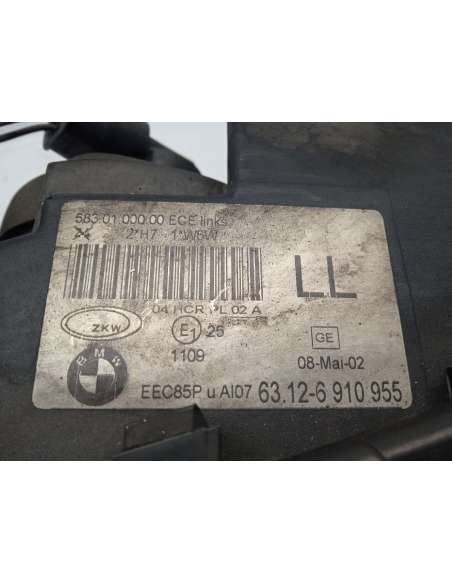 583.01.000.00 ECE links
2*H7 1*W5W
LL
04 HCR PL 02 A
ZKW
E1 25
GE
1109
08-Mai-02
BMW
EEC85P u AI07 63.12-6 910 955